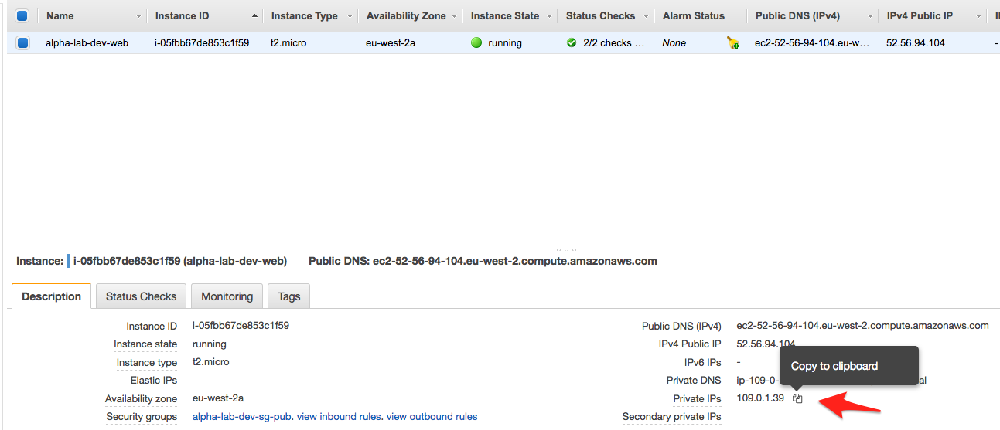 Name Instance ID Instance Type Availability Zone Instance State Status Checks Alarm Status Public DNS (IPv4) IPv4 Public IP
alpha-lab-dev-web i-05fbb67de853c1f59 t2.micro eu-west-2a running 2/2 checks ... None ec2-52-56-94-104.eu-w... 52.56.94.104 -
Instance: i-05fbb67de853c1f59 (alpha-lab-dev-web) Public DNS: ec2-52-56-94-104.eu-west-2.compute.amazonaws.com
Description Status Checks Monitoring Tags
Instance ID i-05fbb67de853c1f59 Public DNS (IPv4) ec2-52-56-94-104.eu-west-2.compute.amazonaws.com
Instance state running IPv4 Public IP 52.56.94.104
Instance type t2.micro IPv6 IPs -
Copy to clipboard
Elastic IPs Private DNS ip-109-0- al
Availability zone eu-west-2a Private IPs 109.0.1.39
Security groups alpha-lab-dev-sg-pub. view inbound rules. view outbound rules Secondary private IPs